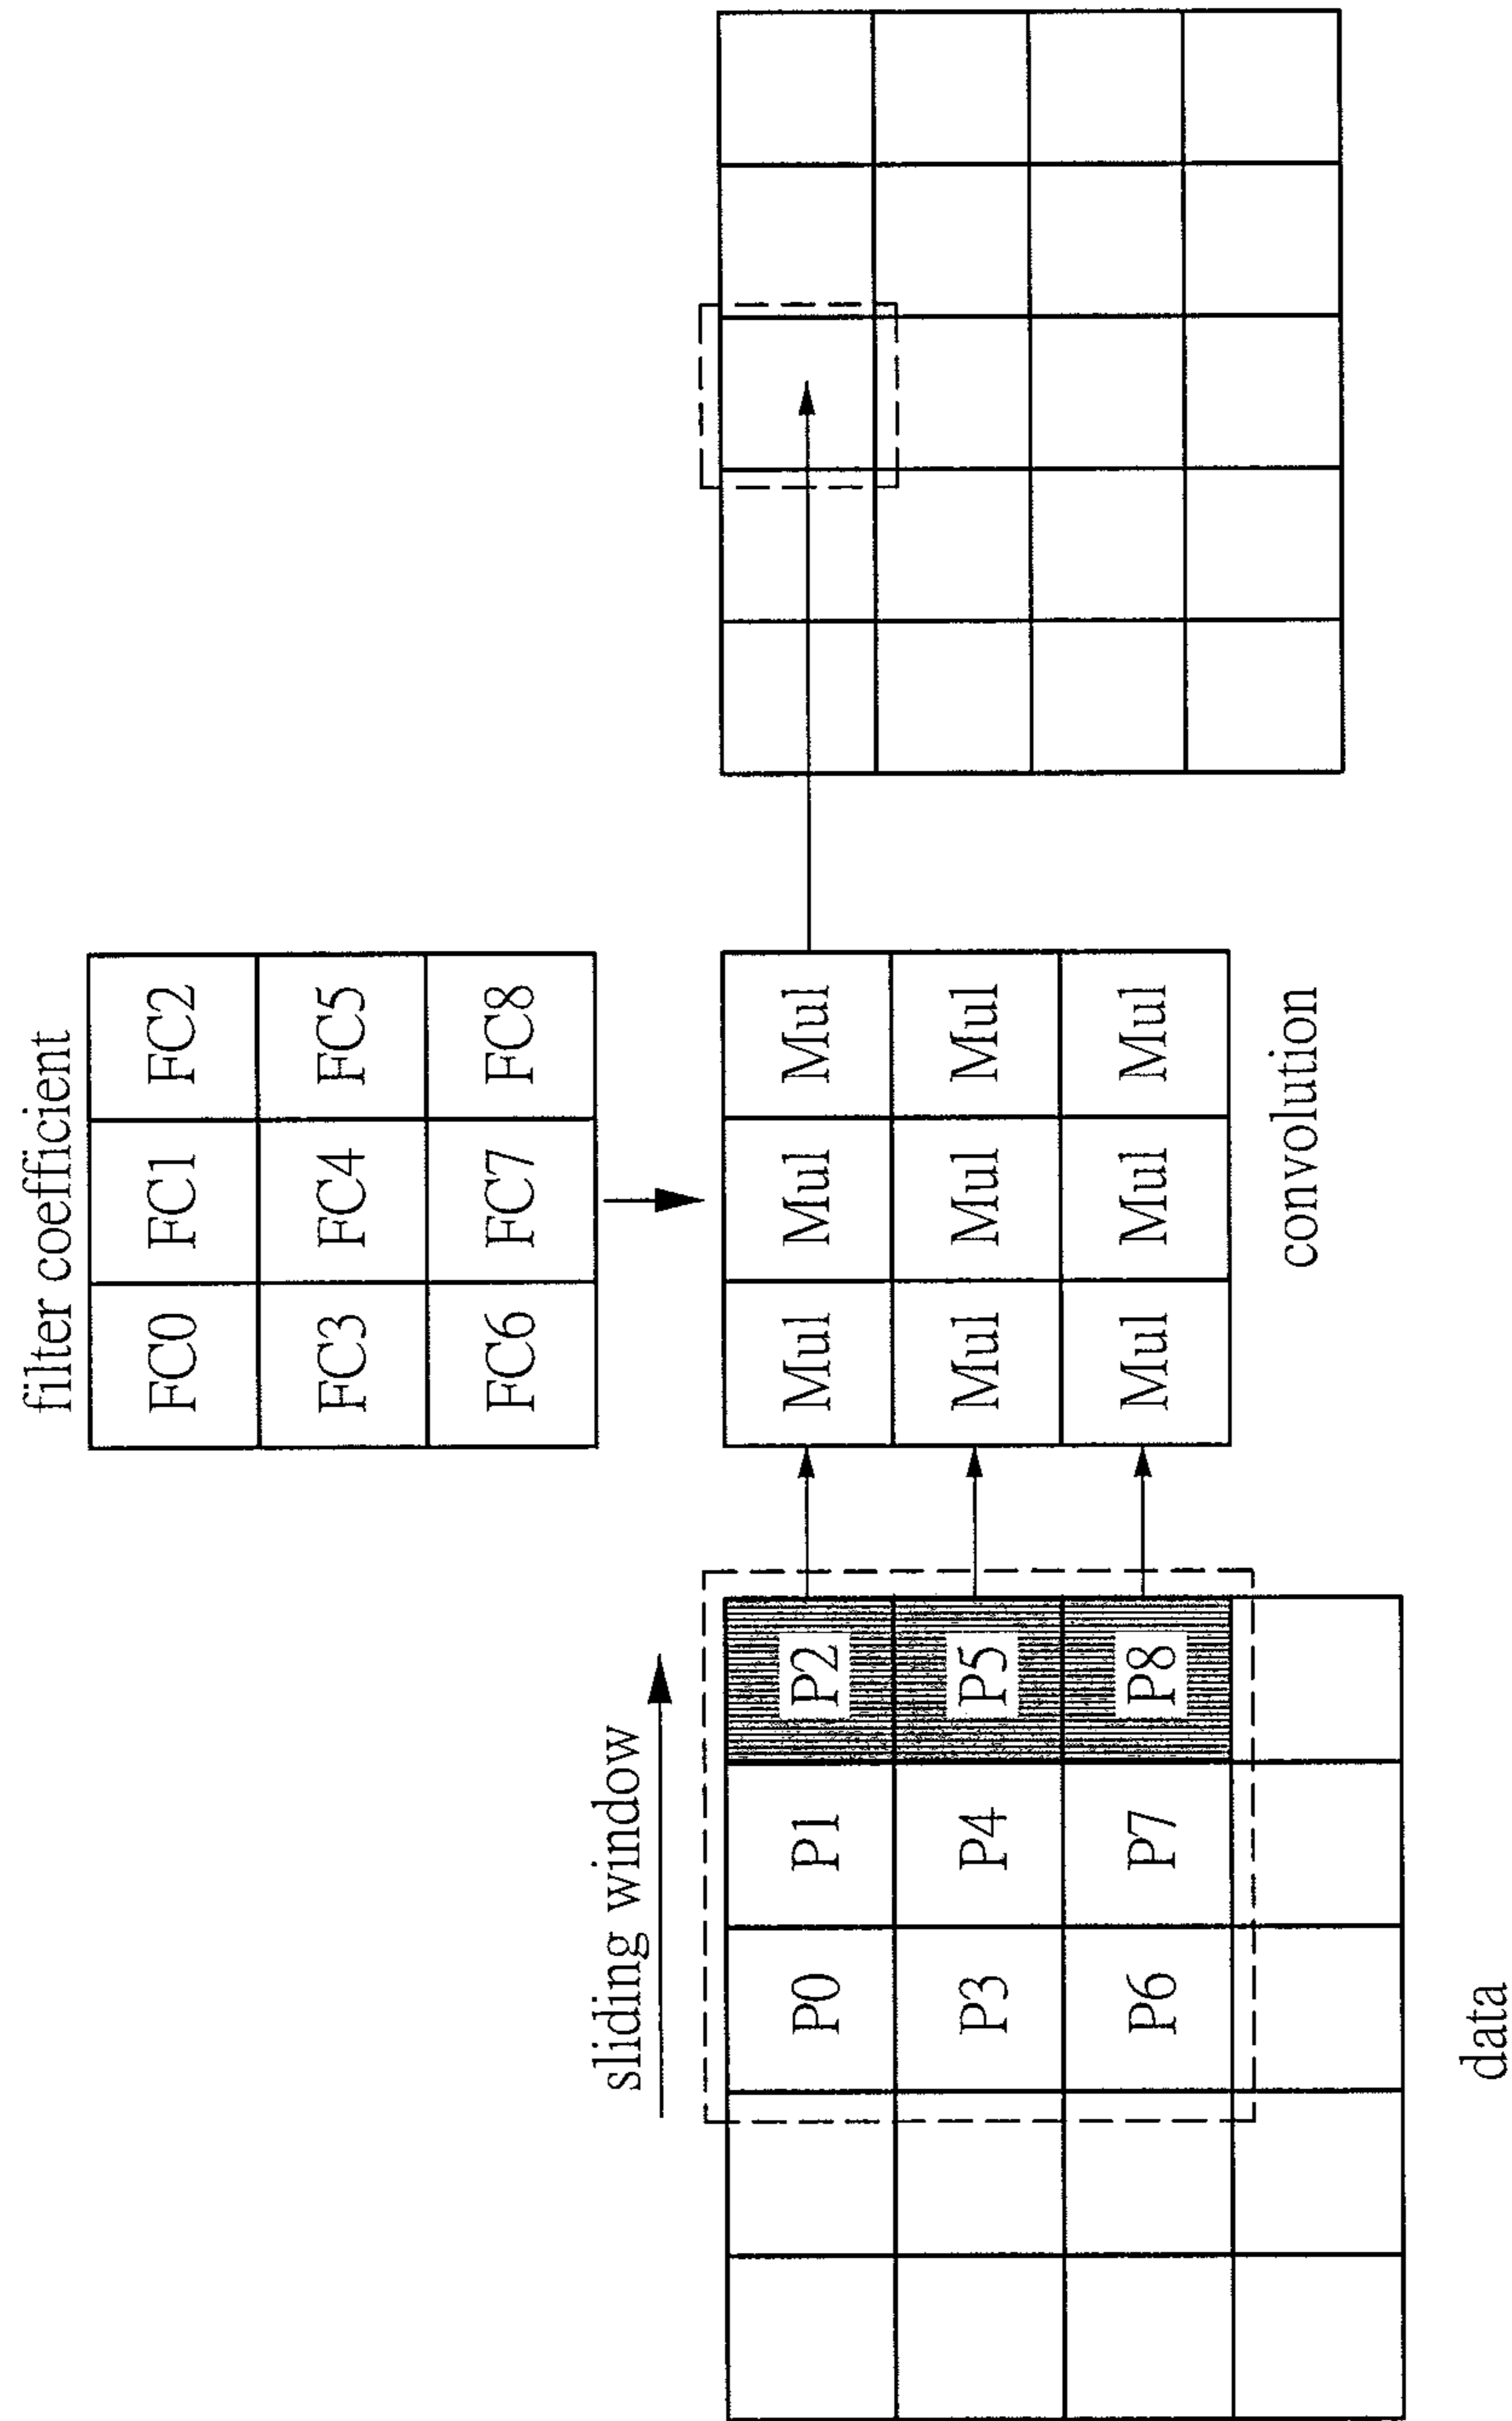 filter coefficient
FC0 FC1 FC2
FC3 FC4 FC5
FC6 FC7 FC8
sliding window
P0 P1 P2
P3 P4 P5
P6 P7 P8
data
Mul Mul Mul
Mul Mul Mul
Mul Mul Mul
convolution